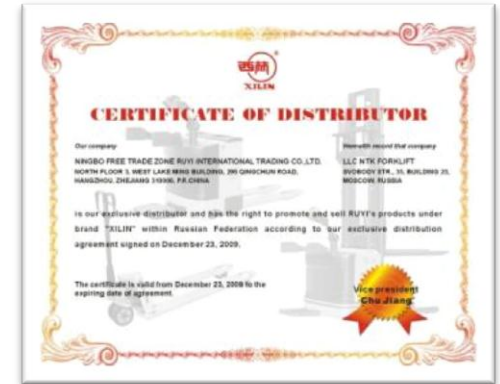 西林
XILIN
CERTIFICATE OF DISTRIBUTOR
Our company
NINGBO FREE TRADE ZONE RUYI INTERNATIONAL TRADING CO.,LTD.
NORTH FLOOR 3, WEST LAKE MING BUILDING, QINGCHUN ROAD,
HANGZHOU, ZHEJIANG P.R.CHINA
Herewith record that company
LLC NTK FORKLIFT
SVOBODY STR., BUILDING
MOSCOW, RUSSIA
is our exclusive distributor and has the right to promote and sell RUYI's products under
brand "XILIN" within Russian Federation according to our exclusive distribution
agreement signed on December 23, 2009.
The certificate is valid from December 23, 2009 to the
expiring date of agreement.
Vice president
Chu Jiang